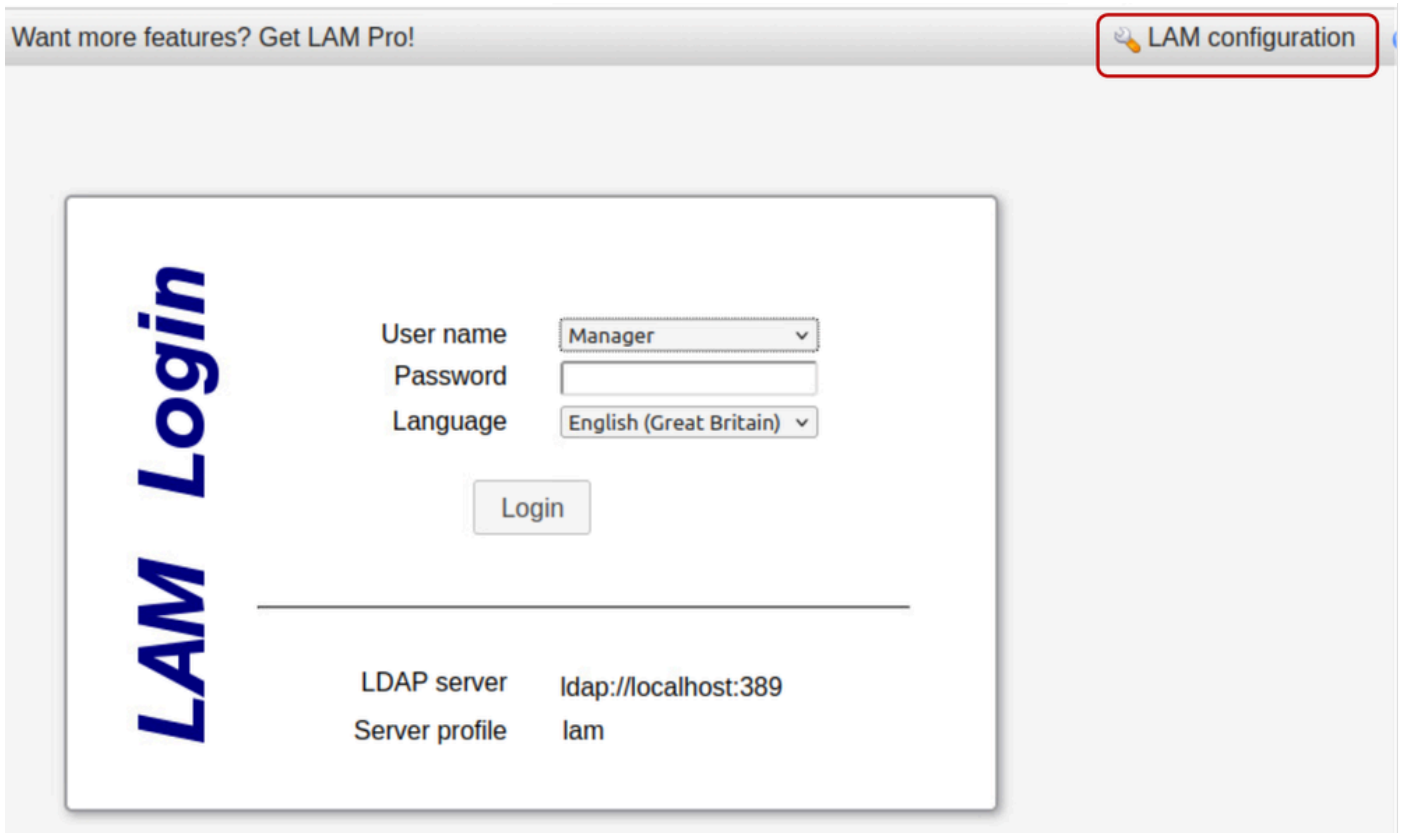 Want more features? Get LAM Pro!
LAM configuration
LAM Login
User name Manager
Password
Language English (Great Britain)
Login
LDAP server ldap://localhost:389
Server profile lam